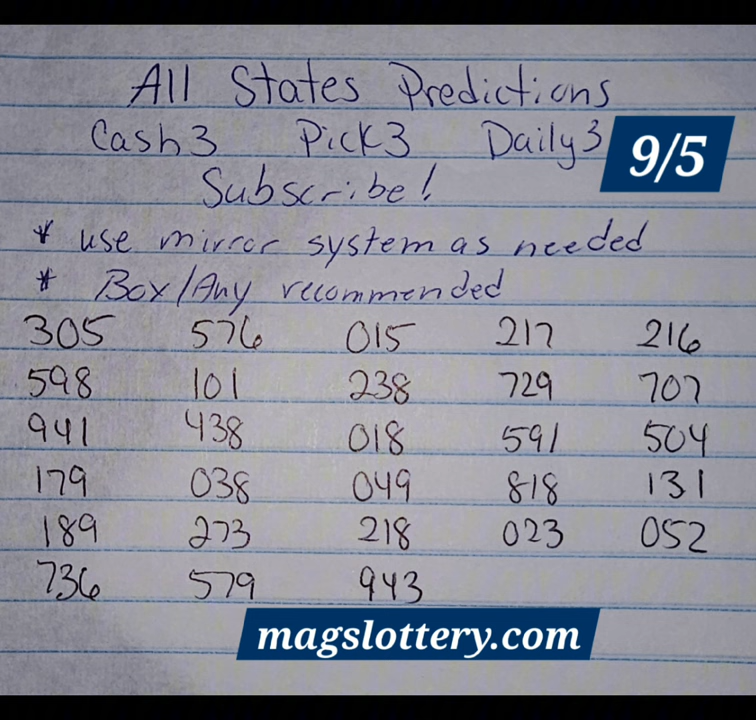 All States Predictions
Cash3 Pick3 Daily3
9/5
Subscribe!
* use mirror system as needed
* Box/Any recommended
305 576 015 217 216
598 101 238 729 707
941 438 018 591 504
179 038 049 818 131
189 273 218 023 052
736 579 943
magslottery.com